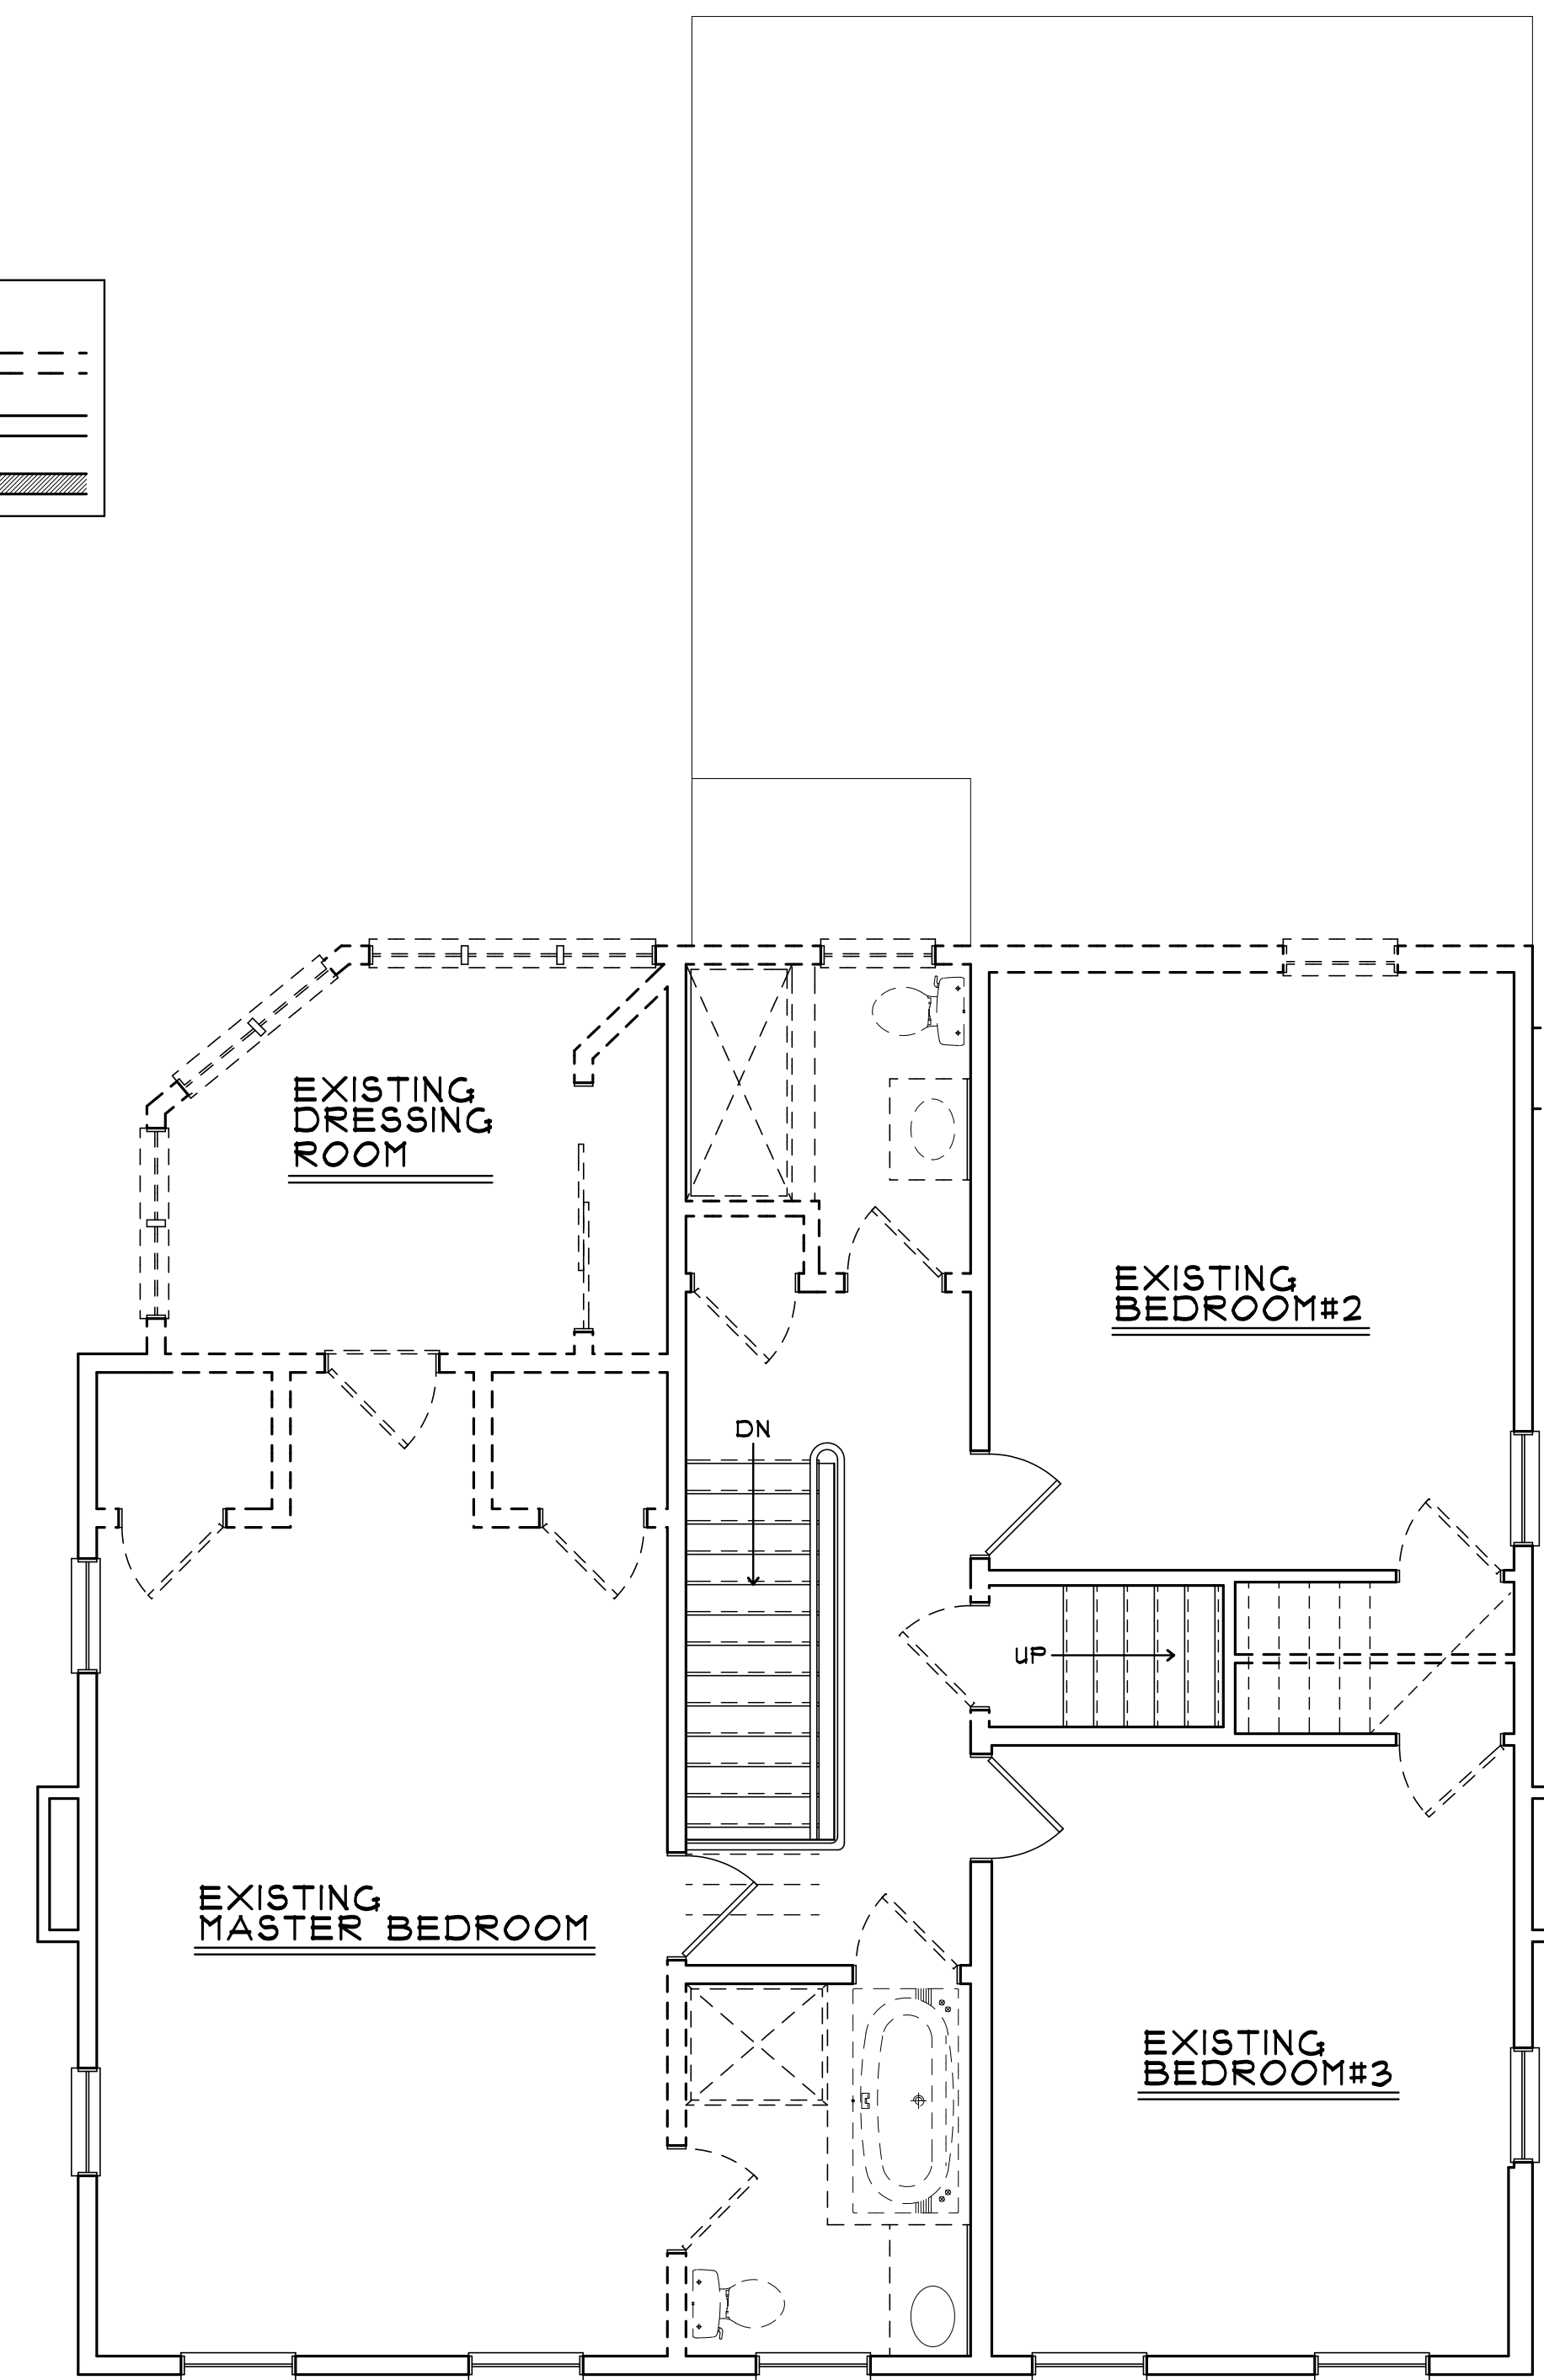 EXISTING
DRESSING
ROOM
EXISTING
BEDROOM#2
DN
UP
EXISTING
MASTER BEDROOM
EXISTING
BEDROOM#3